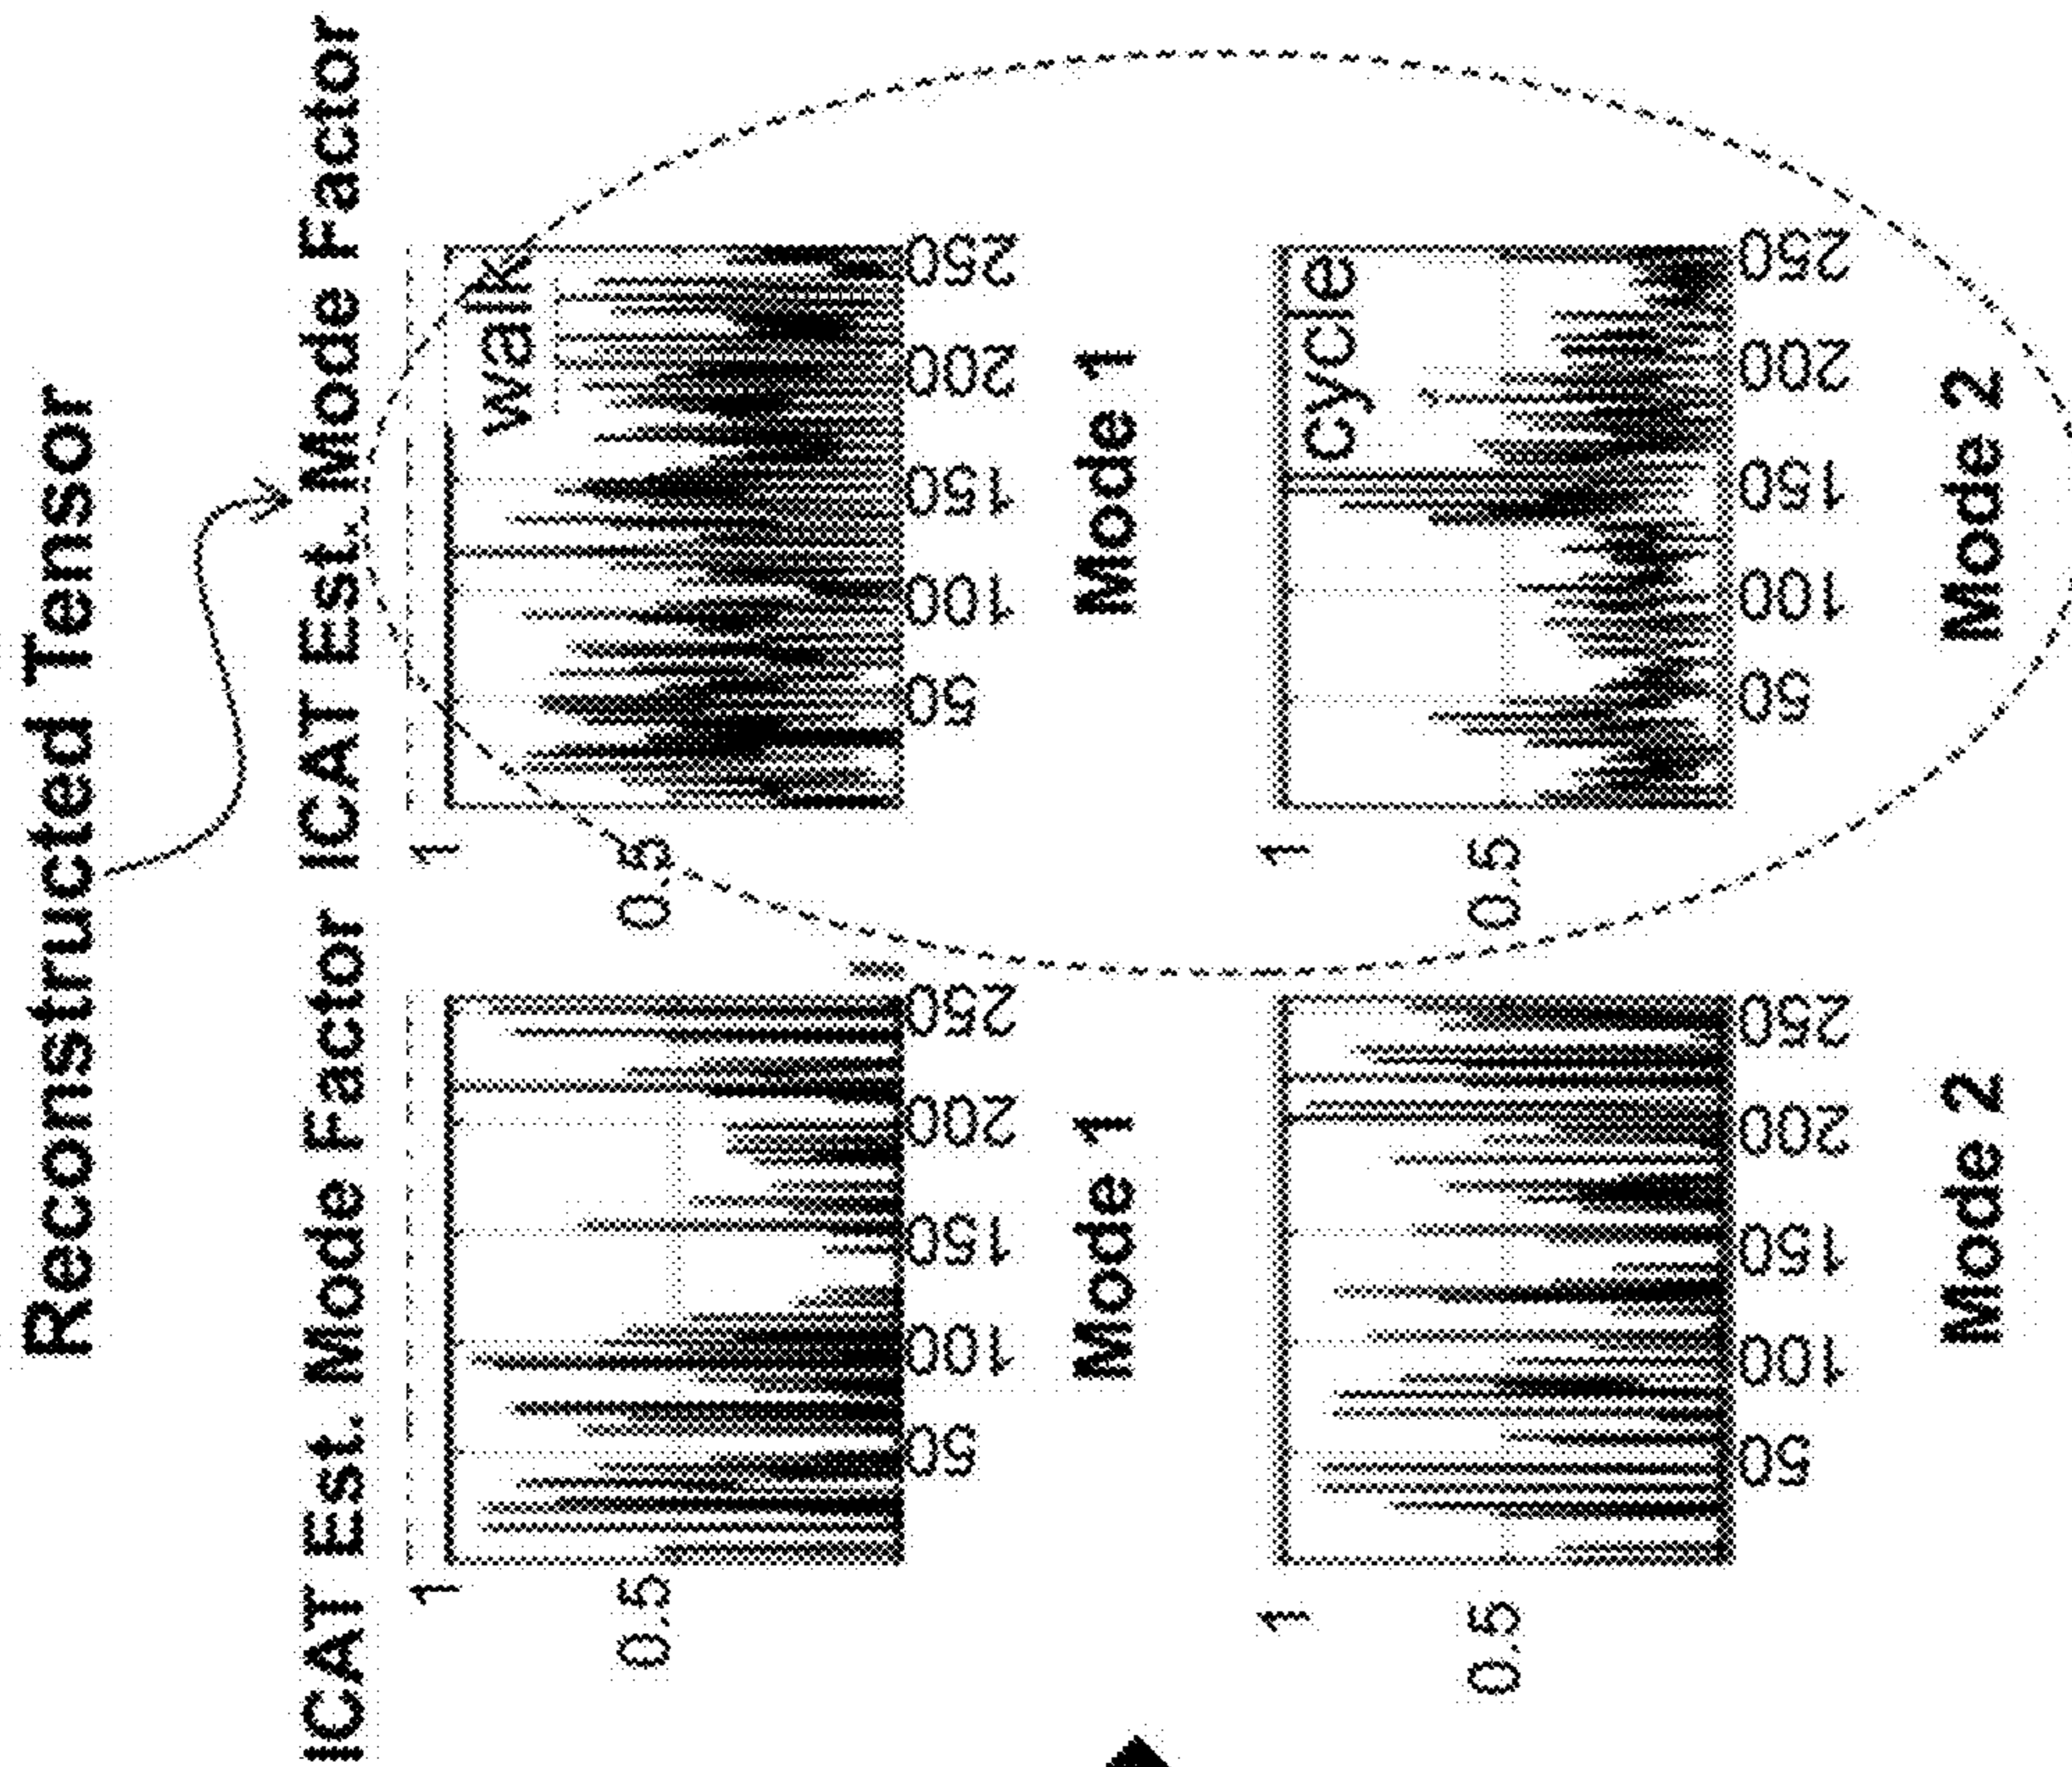 Reconstructed Tensor
iCAT Est. Mode Factor iCAT Est. Mode Factor
1
0.5
50 100 150 200 250
Mode 1
1
0.5
walk
50 100 150 200 250
Mode 1
1
0.5
50 100 150 200 250
Mode 2
1
0.5
cycle
50 100 150 200 250
Mode 2